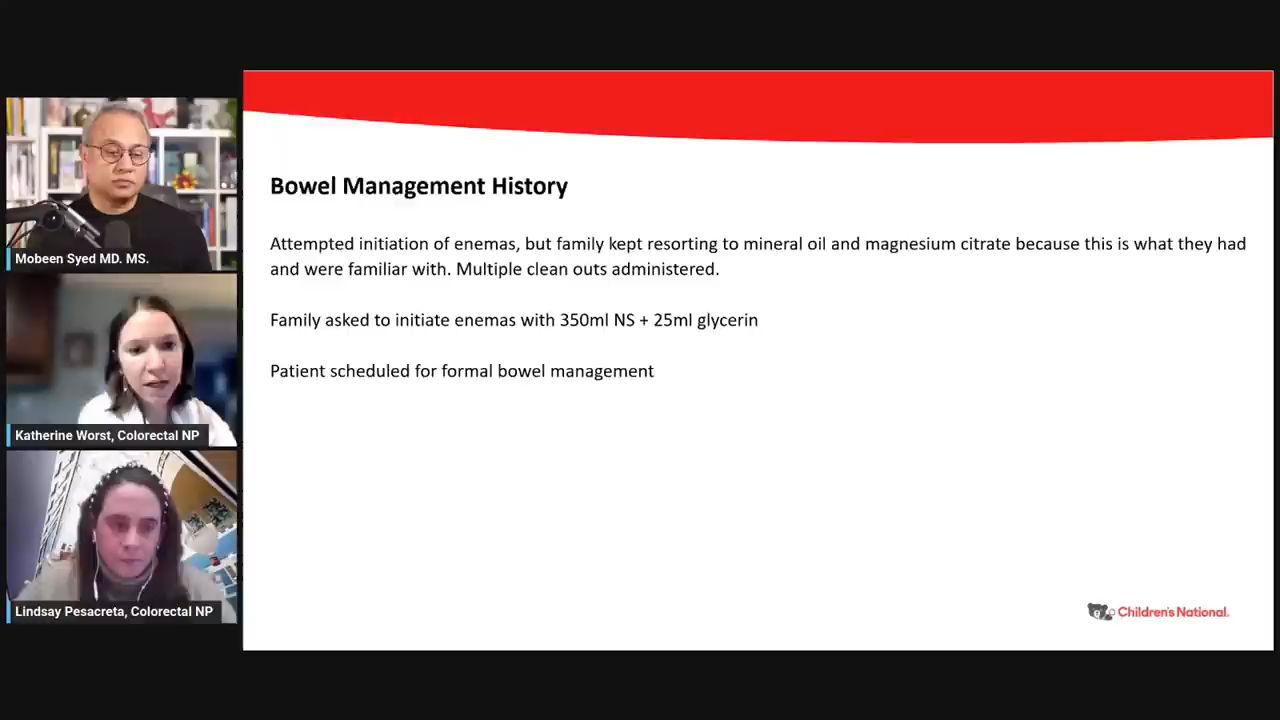 Mobeen Syed MD. MS.
Katherine Worst, Colorectal NP
Lindsay Pesacreta, Colorectal NP
Bowel Management History
Attempted initiation of enemas, but family kept resorting to mineral oil and magnesium citrate because this is what they had
and were familiar with. Multiple clean outs administered.
Family asked to initiate enemas with 350ml NS + 25ml glycerin
Patient scheduled for formal bowel management
Children's National.